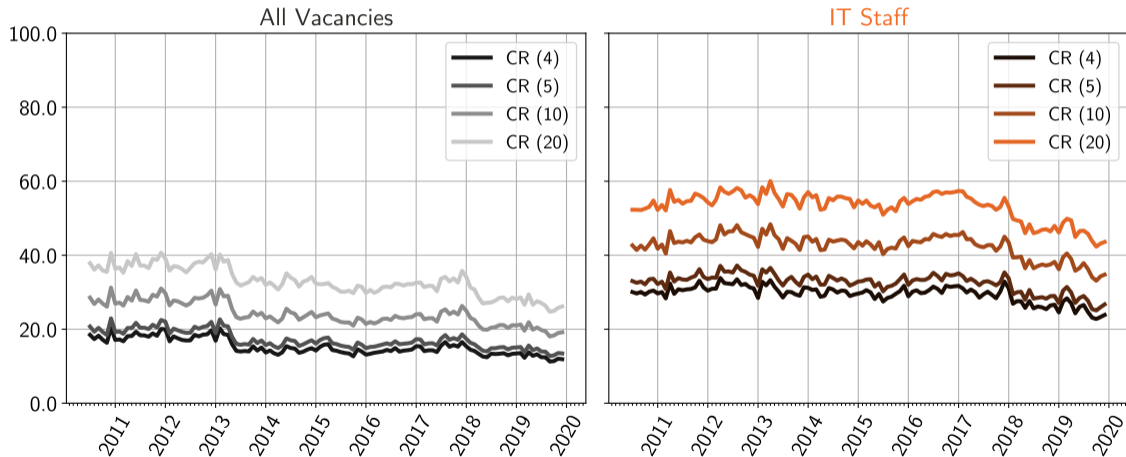 All Vacancies
100.0
80.0
60.0
40.0
20.0
0.0
CR (4)
CR (5)
CR (10)
CR (20)
2011
2012
2013
2014
2015
2016
2017
2018
2019
2020
IT Staff
CR (4)
CR (5)
CR (10)
CR (20)
2011
2012
2013
2014
2015
2016
2017
2018
2019
2020